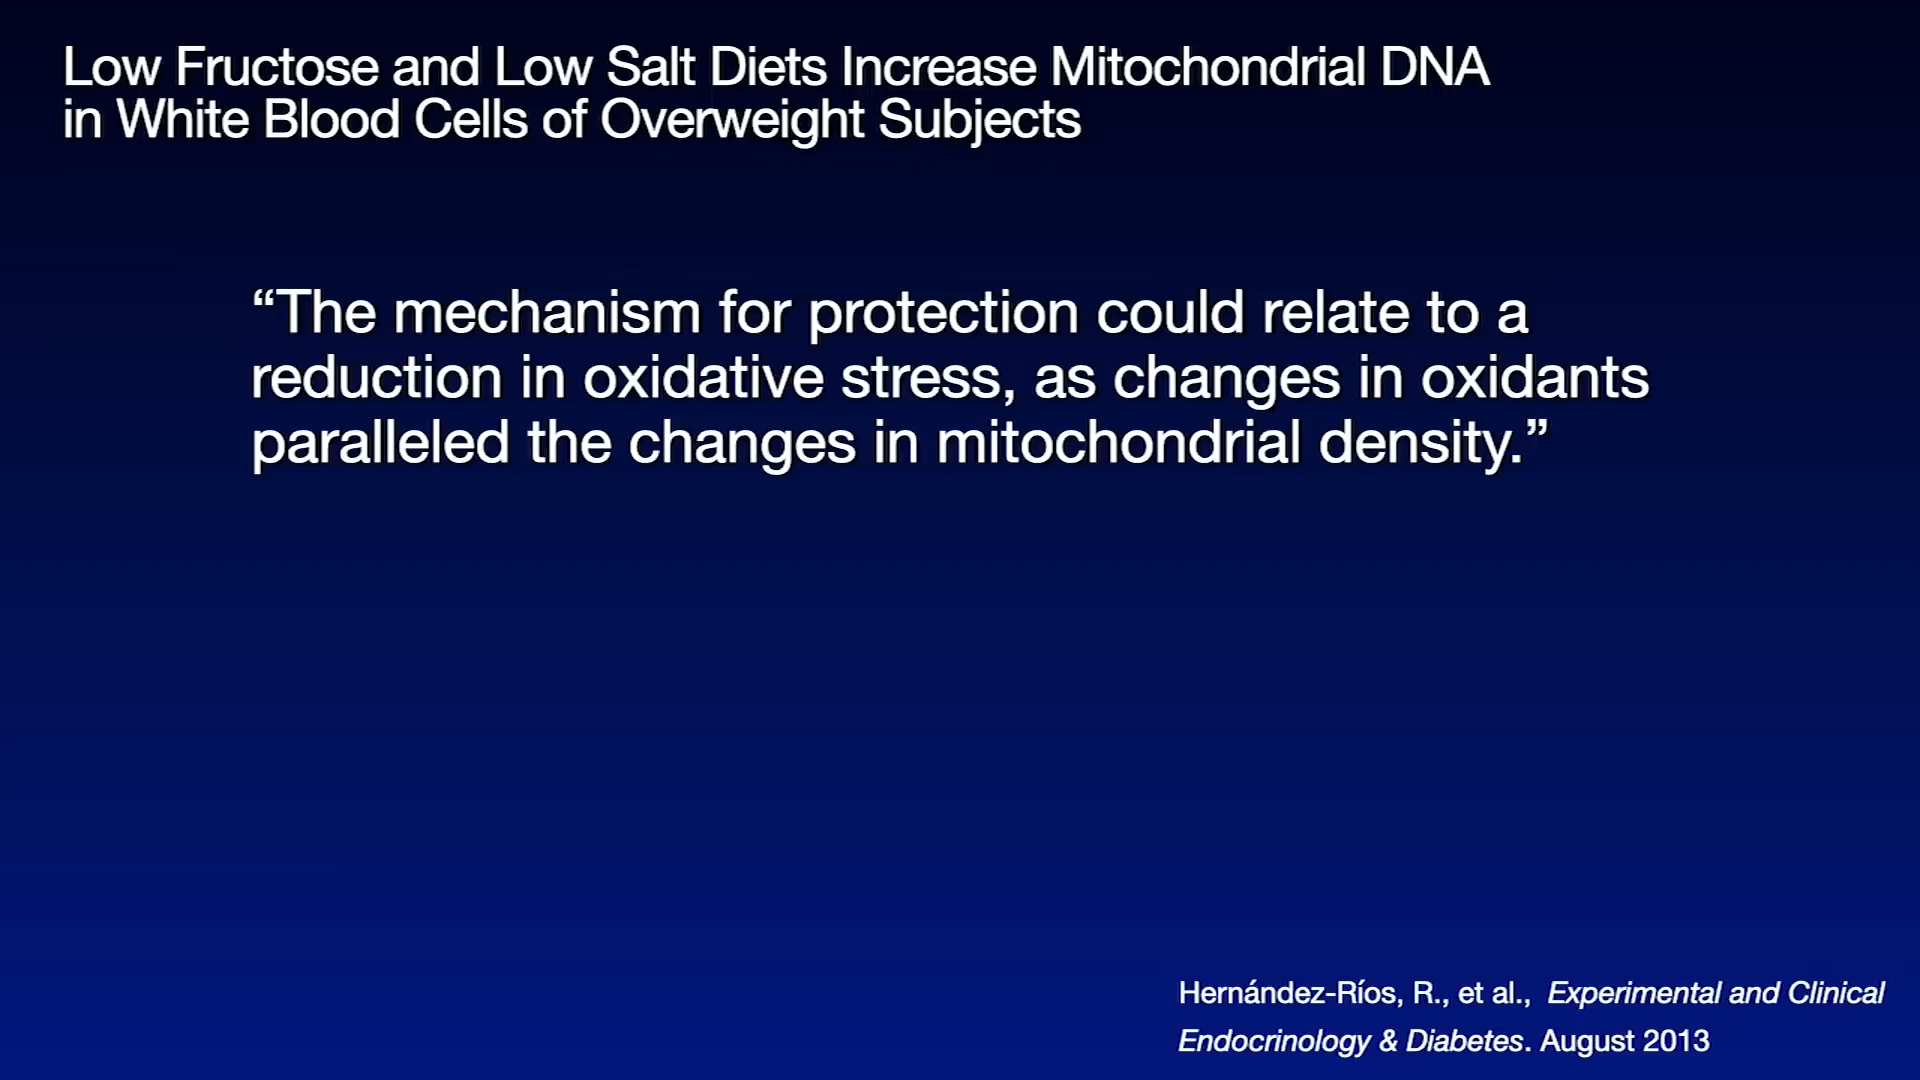 Low Fructose and Low Salt Diets Increase Mitochondrial DNA
in White Blood Cells of Overweight Subjects
“The mechanism for protection could relate to a
reduction in oxidative stress, as changes in oxidants
paralleled the changes in mitochondrial density.”
Hernández-Ríos, R., et al., Experimental and Clinical
Endocrinology & Diabetes. August 2013